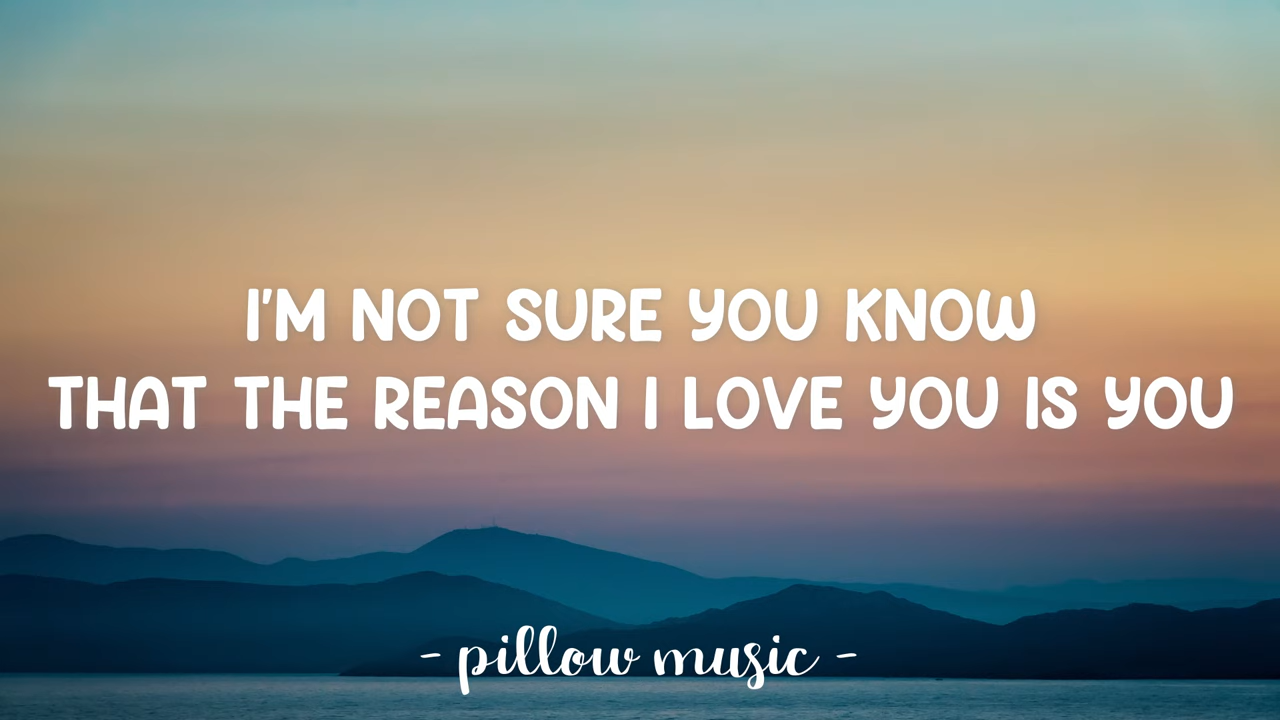 I'M NOT SURE YOU KNOW
THAT THE REASON I LOVE YOU IS YOU
- pillow music -